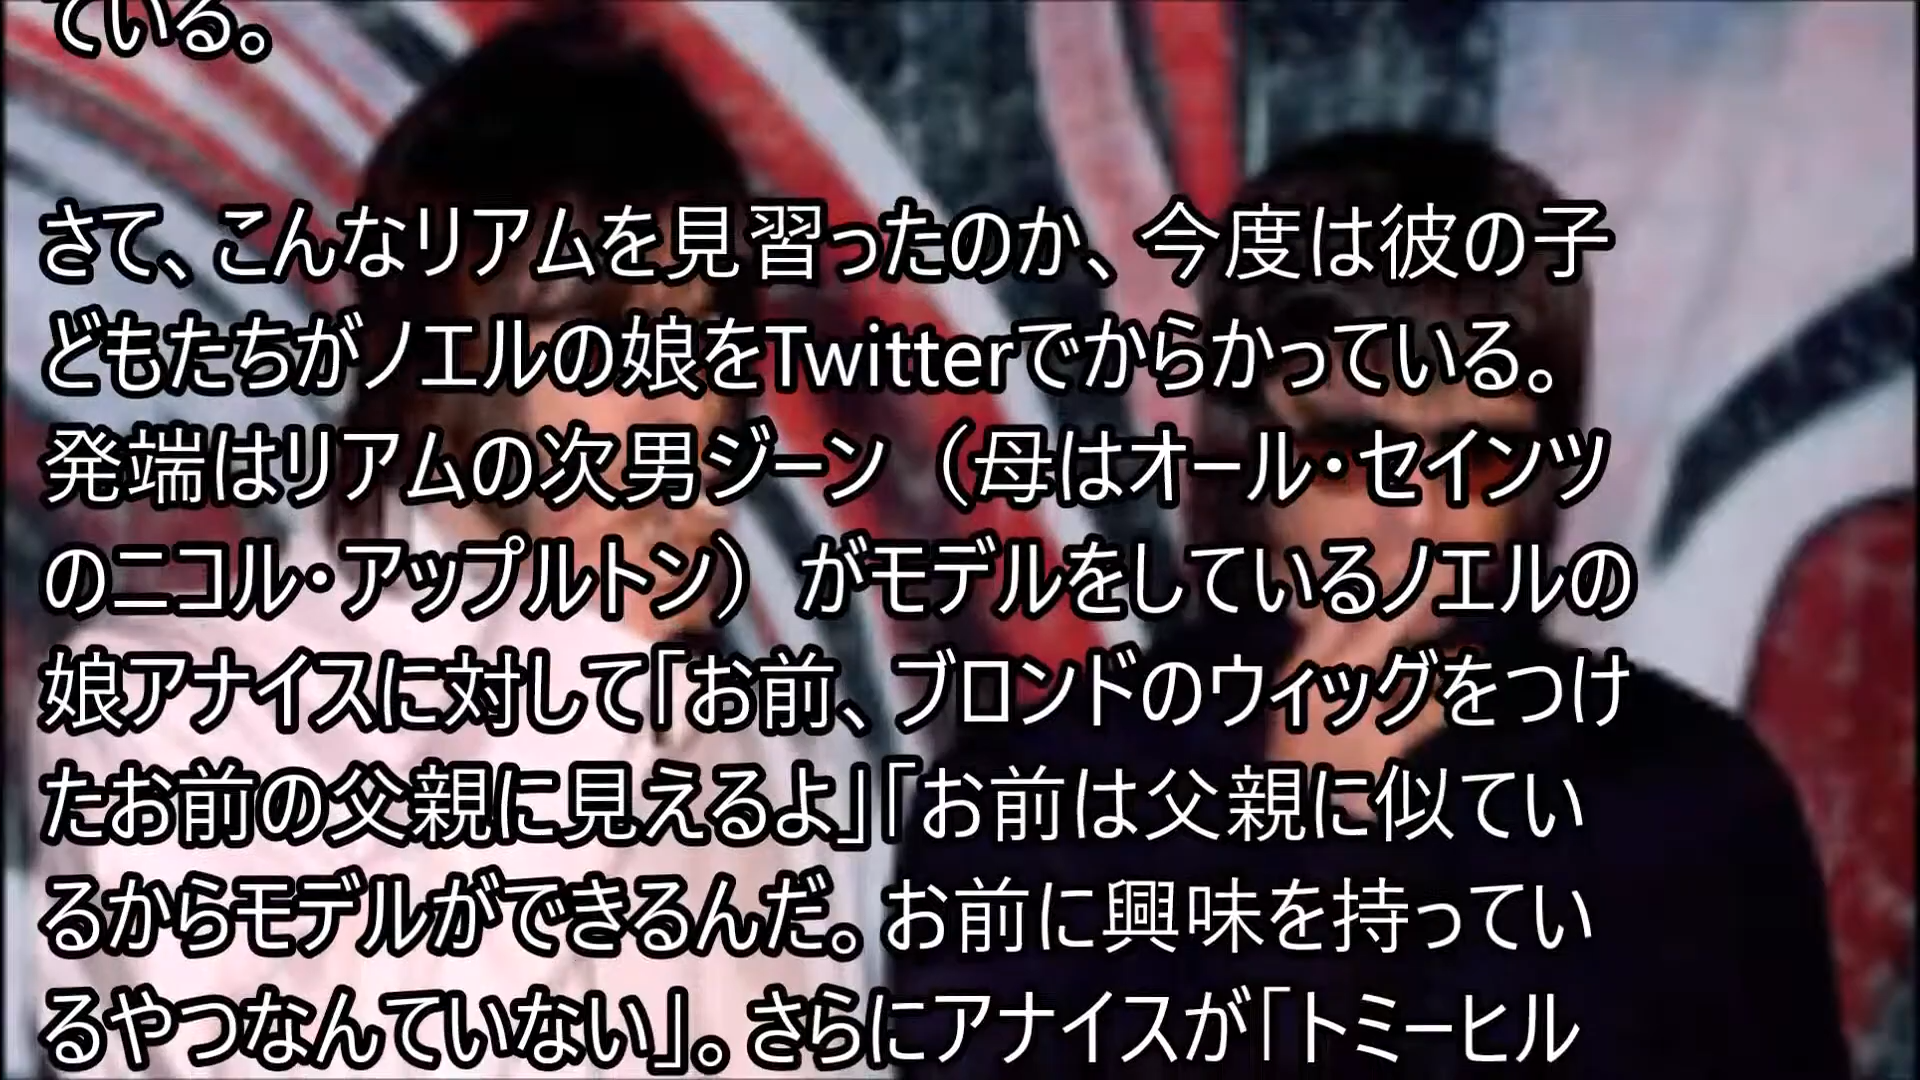 ている。
さて、こんなリアムを見習ったのか、今度は彼の子
どもたちがノエルの娘をTwitterでからかっている。
発端はリアムの次男ジーン（母はオール・セインツ
のニコル・アップルトン）がモデルをしているノエルの
娘アナイスに対して「お前、ブロンドのウィッグをつけ
たお前の父親に見えるよ」「お前は父親に似てい
るからモデルができるんだ。お前に興味を持ってい
るやつなんていない」。さらにアナイスが「トミーヒル